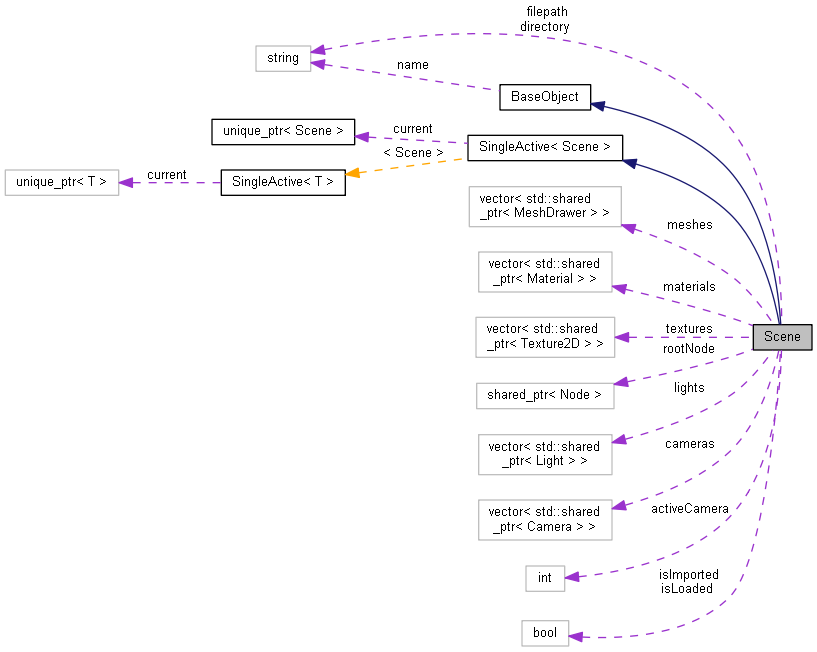 filepath
directory
string
name
BaseObject
unique_ptr< Scene >
current
SingleActive< Scene >
< Scene >
unique_ptr< T >
current
SingleActive< T >
vector< std::shared
_ptr< MeshDrawer > >
meshes
vector< std::shared
_ptr< Material > >
materials
vector< std::shared
_ptr< Texture2D > >
textures
Scene
rootNode
shared_ptr< Node >
lights
vector< std::shared
_ptr< Light > >
cameras
vector< std::shared
_ptr< Camera > >
activeCamera
int
isImported
isLoaded
bool